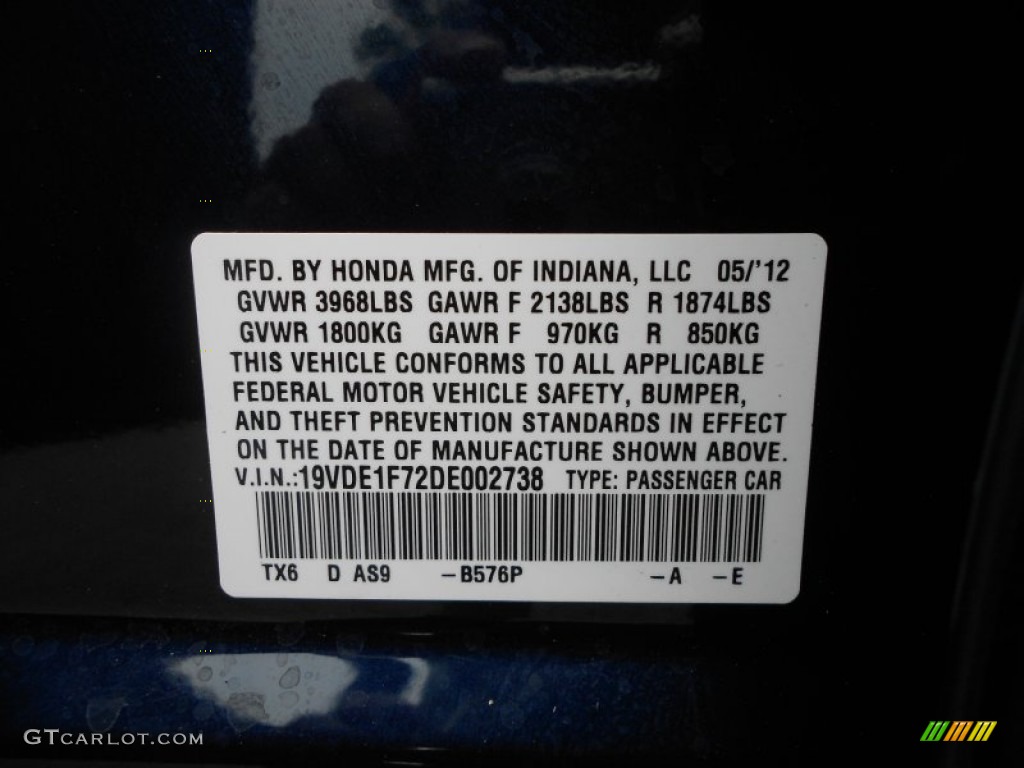 MFD. BY HONDA MFG. OF INDIANA, LLC 05/'12
GVWR 3968LBS GAWR F 2138LBS R 1874LBS
GVWR 1800KG GAWR F 970KG R 850KG
THIS VEHICLE CONFORMS TO ALL APPLICABLE
FEDERAL MOTOR VEHICLE SAFETY, BUMPER,
AND THEFT PREVENTION STANDARDS IN EFFECT
ON THE DATE OF MANUFACTURE SHOWN ABOVE.
V.I.N.:19VDE1F72DE002738 TYPE: PASSENGER CAR
TX6 D AS9 -B576P -A -E
GTCARLOT.COM